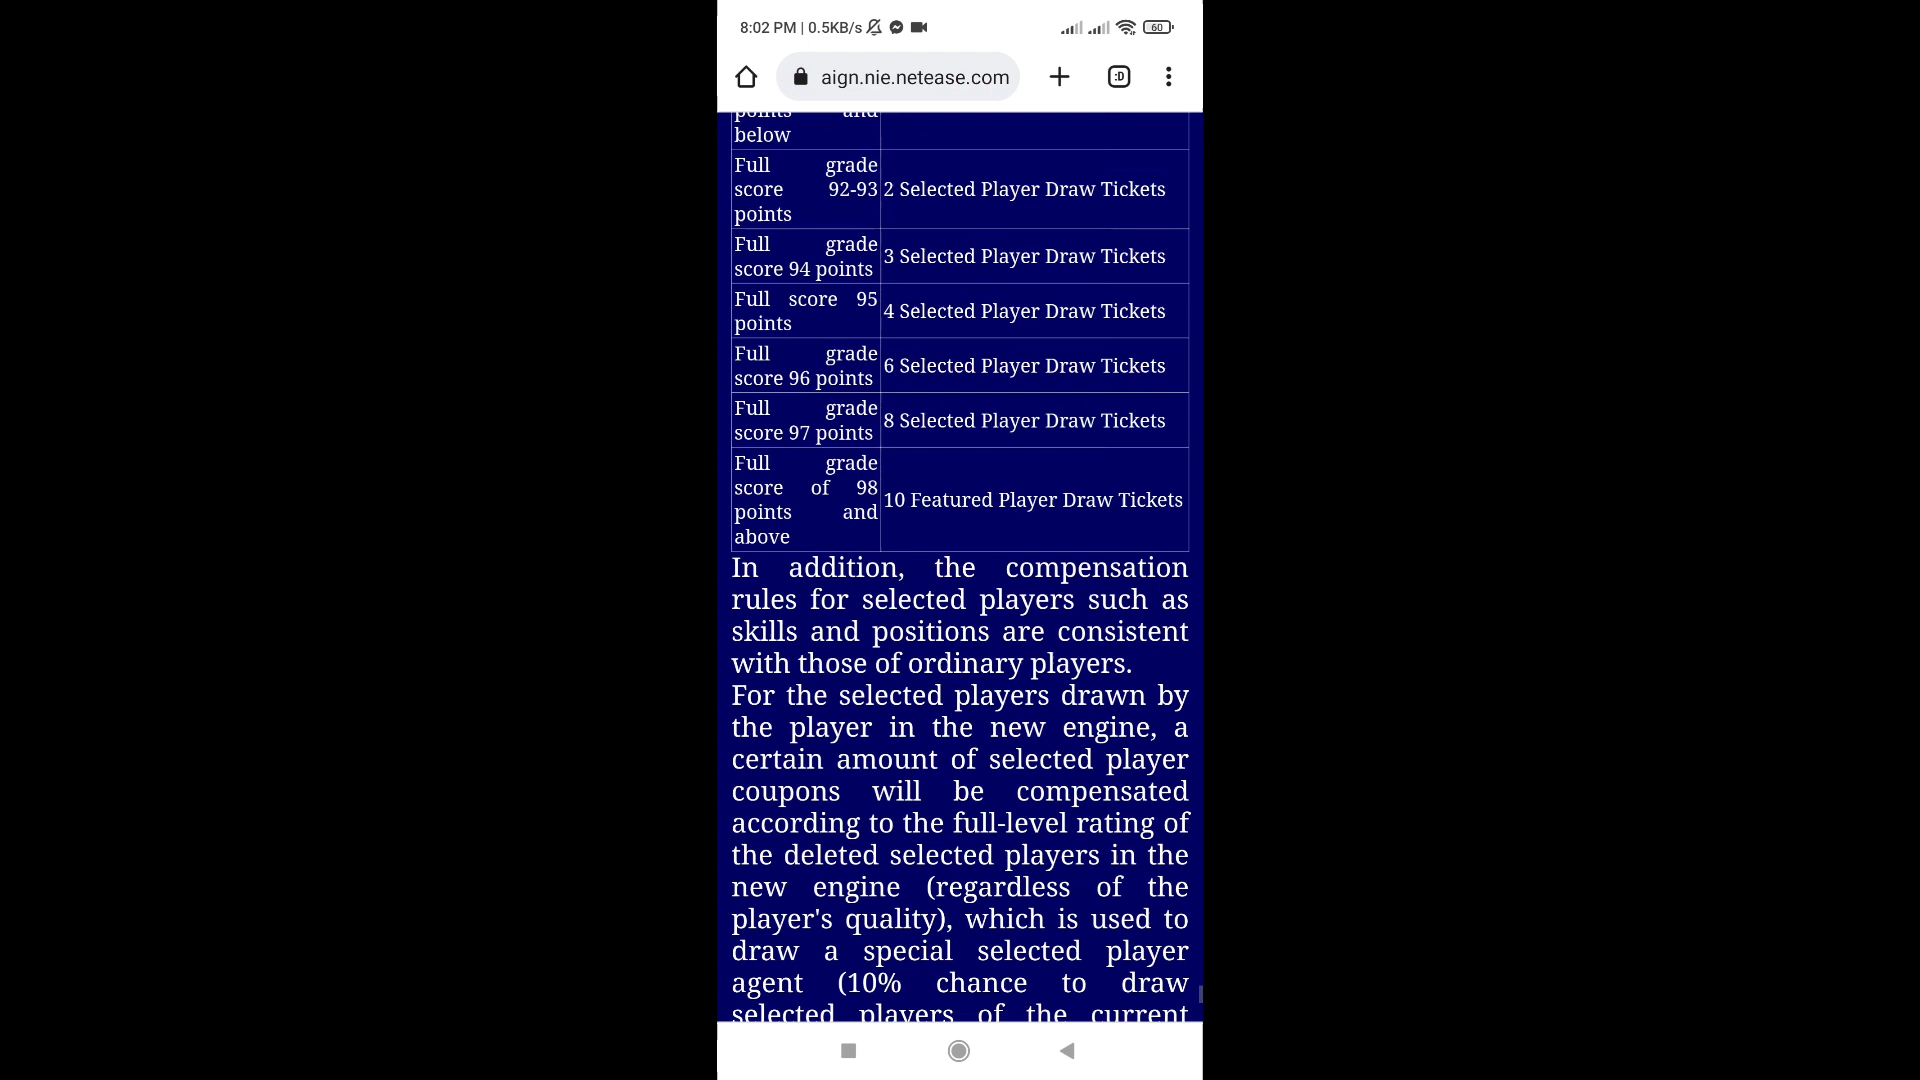 8:02 PM | 0.5KB/s
60
aign.nie.netease.com
:D
points and
below
Full grade
score 92-93
points
2 Selected Player Draw Tickets
Full grade
score 94 points
3 Selected Player Draw Tickets
Full score 95
points
4 Selected Player Draw Tickets
Full grade
score 96 points
6 Selected Player Draw Tickets
Full grade
score 97 points
8 Selected Player Draw Tickets
Full grade
score of 98
points and
above
10 Featured Player Draw Tickets
In addition, the compensation
rules for selected players such as
skills and positions are consistent
with those of ordinary players.
For the selected players drawn by
the player in the new engine, a
certain amount of selected player
coupons will be compensated
according to the full-level rating of
the deleted selected players in the
new engine (regardless of the
player's quality), which is used to
draw a special selected player
agent (10% chance to draw
selected players of the current